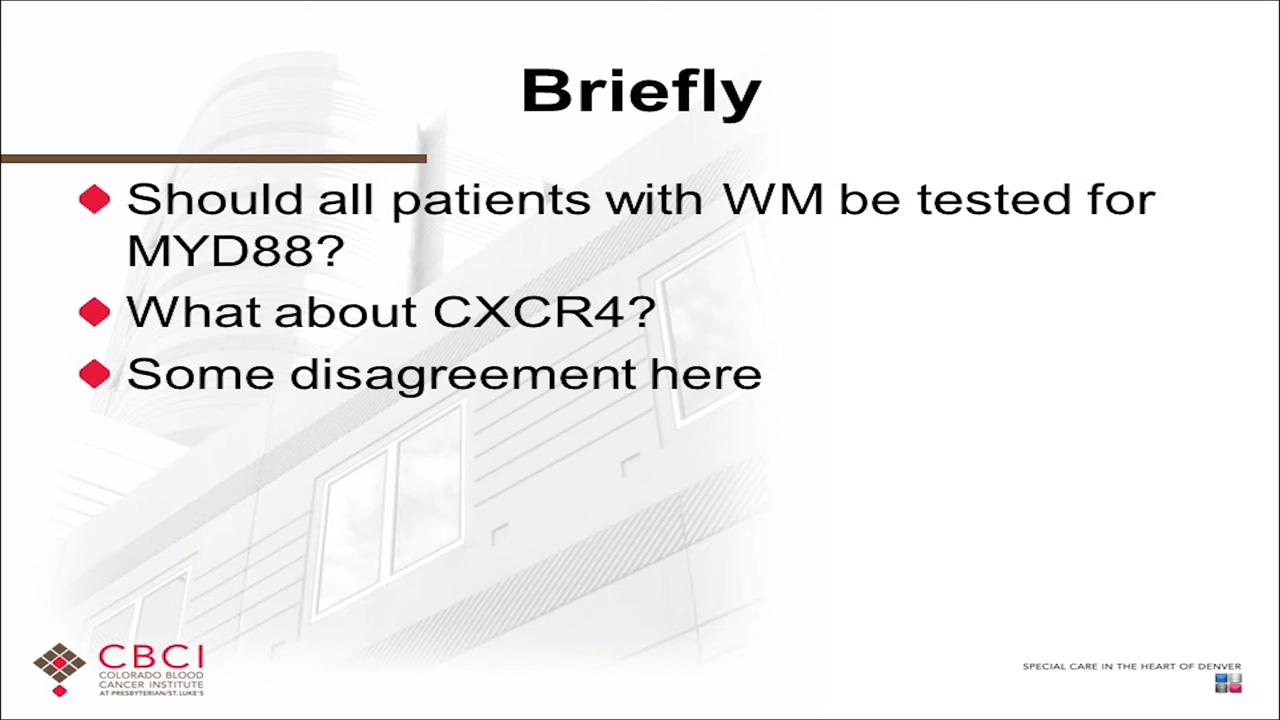 Briefly
Should all patients with WM be tested for
MYD88?
What about CXCR4?
Some disagreement here
CBCI
COLORADO BLOOD
CANCER INSTITUTE
AT PRESBYTERIAN/ST. LUKE'S
SPECIAL CARE IN THE HEART OF DENVER